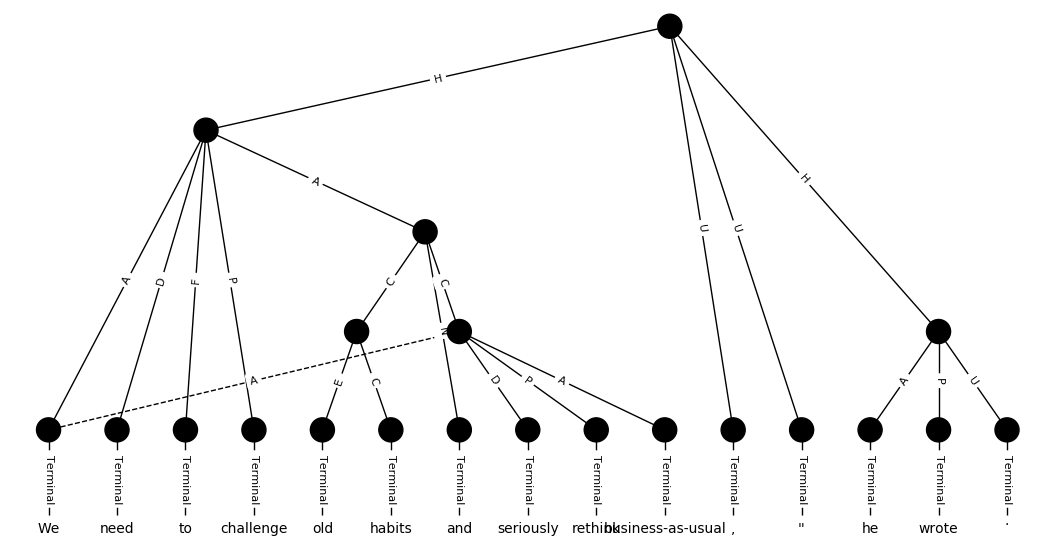 H
A
H
U U
A D F P C C
N
A E C D P A A P U
Terminal Terminal Terminal Terminal Terminal Terminal Terminal Terminal Terminal Terminal Terminal Terminal Terminal Terminal Terminal
We need to challenge old habits and seriously rethink business-as-usual , " he wrote .